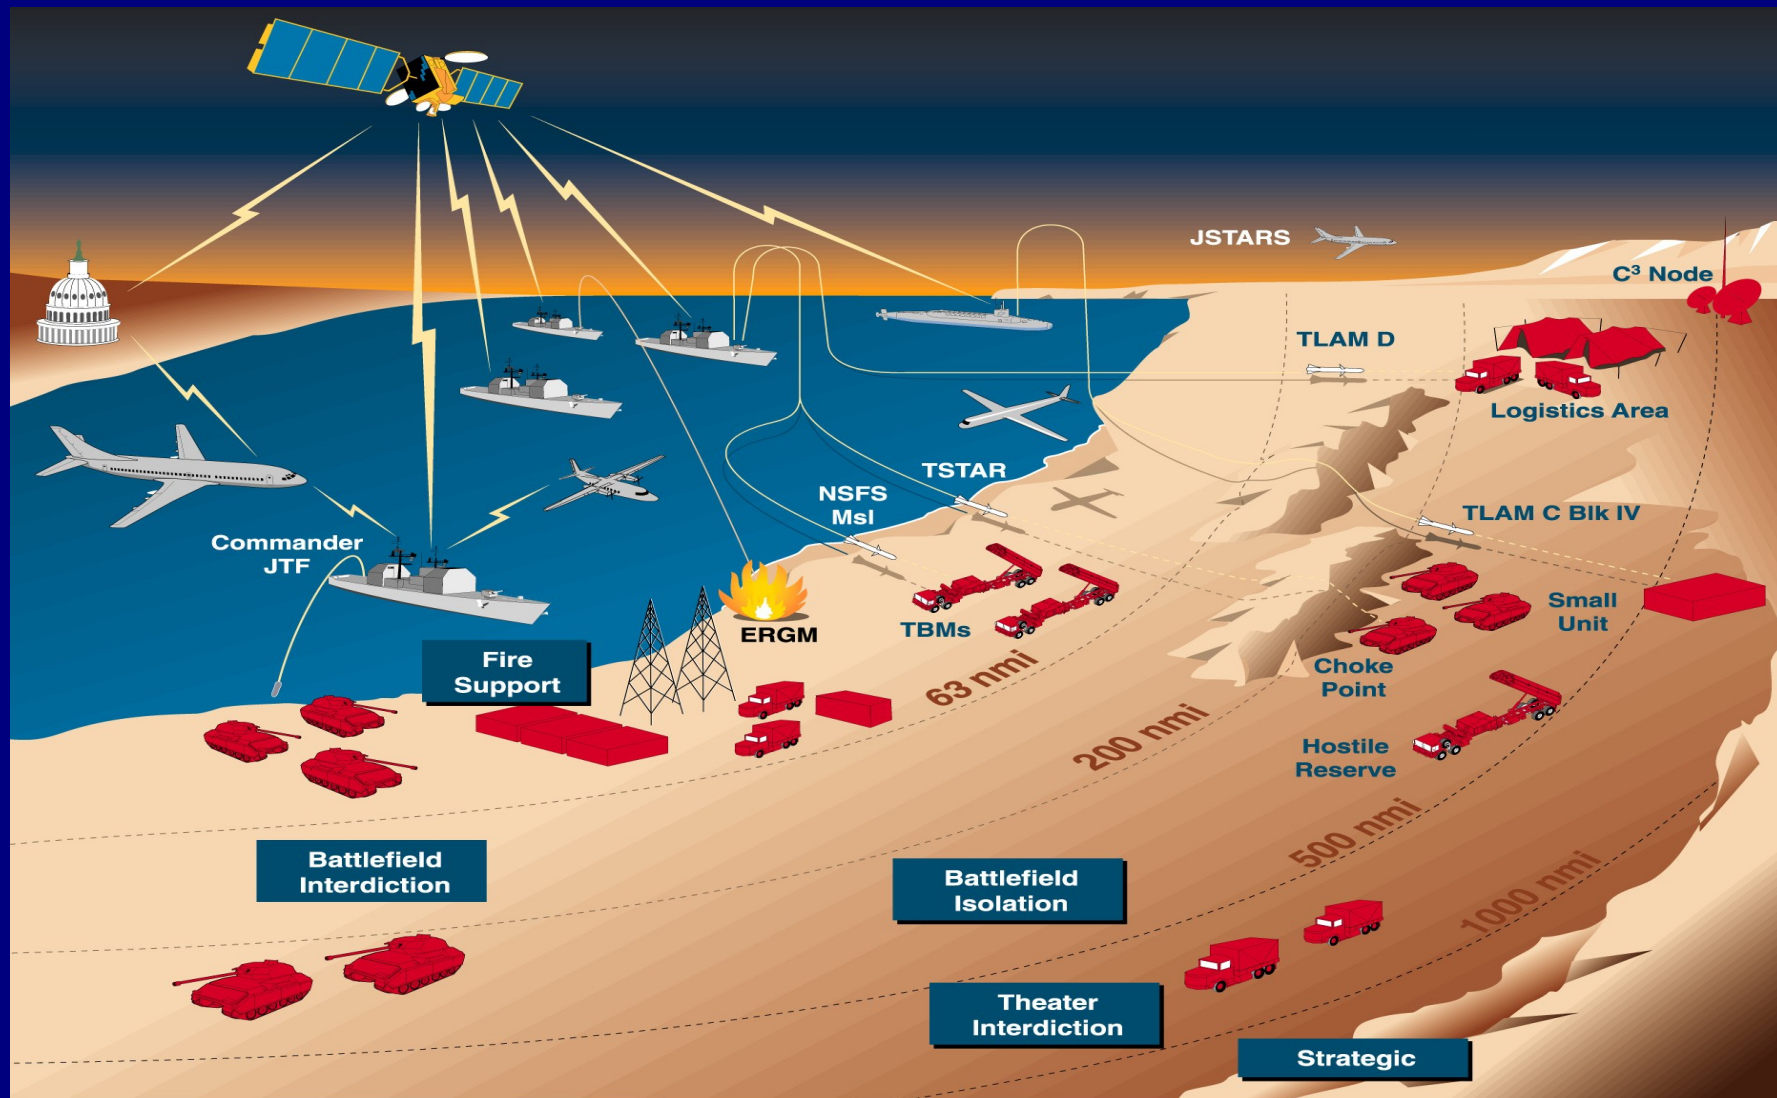 JSTARS
C³ Node
TLAM D
Logistics Area
TSTAR
NSFS
Msl
TLAM C Blk IV
Commander
JTF
Small
Unit
ERGM
TBMs
Fire
Support
Choke
Point
63 nmi
200 nmi
Hostile
Reserve
500 nmi
1000 nmi
Battlefield
Interdiction
Battlefield
Isolation
Theater
Interdiction
Strategic